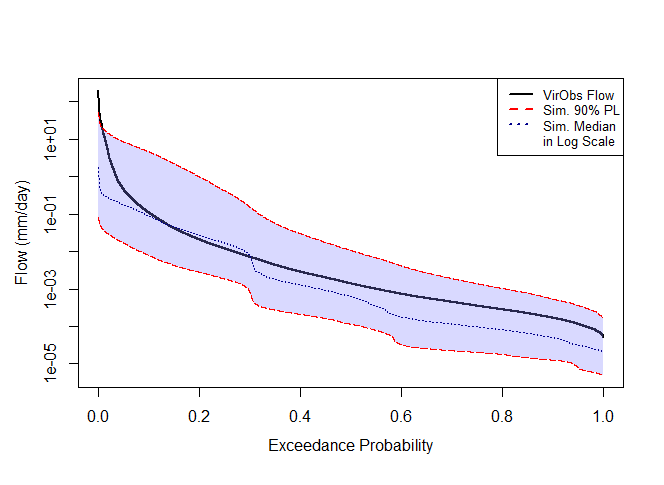 VirObs Flow
Sim. 90% PL
Sim. Median
in Log Scale
1e+01
1e-01
1e-03
1e-05
Flow (mm/day)
0.0 0.2 0.4 0.6 0.8 1.0
Exceedance Probability